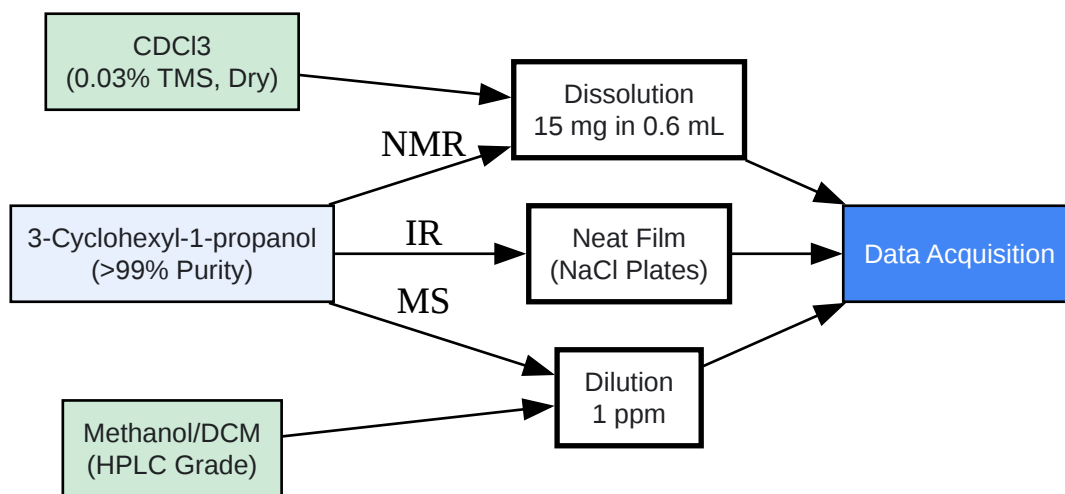 CDCl3
(0.03% TMS, Dry)
Dissolution
15 mg in 0.6 mL
NMR
3-Cyclohexyl-1-propanol
(>99% Purity)
IR
Neat Film
(NaCl Plates)
Data Acquisition
MS
Dilution
1 ppm
Methanol/DCM
(HPLC Grade)